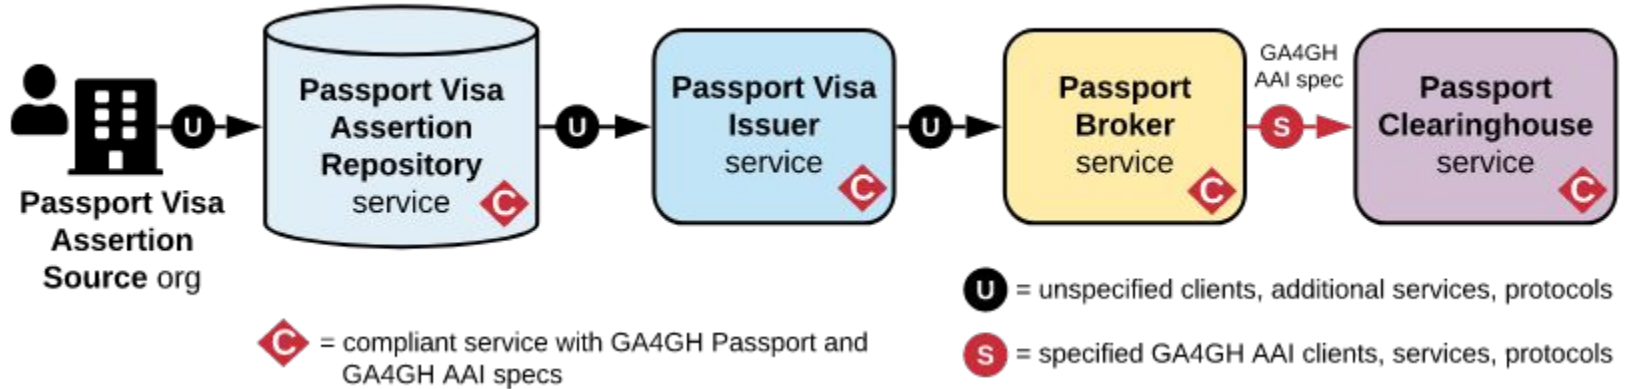 Passport Visa
Assertion
Source org
U
Passport Visa
Assertion
Repository
service
C
U
Passport Visa
Issuer
service
C
U
Passport
Broker
service
C
GA4GH
AAI spec
S
Passport
Clearinghouse
service
C
U = unspecified clients, additional services, protocols
C = compliant service with GA4GH Passport and
GA4GH AAI specs
S = specified GA4GH AAI clients, services, protocols